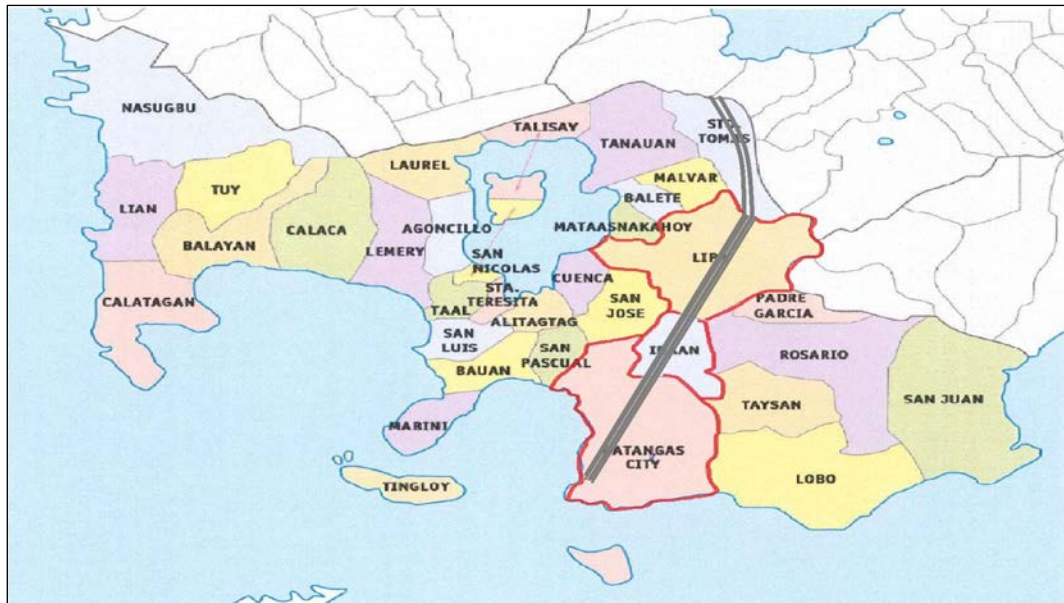 NASUGBU
TALISAY
TANAUAN
STO.
TOMAS
LAUREL
MALVAR
TUY
BALETE
LIAN
BALAYAN
CALACA
AGONCILLO
MATAASNAKAHOY
LEMERY
SAN
NICOLAS
LIPA
CUENCA
CALATAGAN
STA.
TERESITA
TAAL
SAN
JOSE
PADRE
GARCIA
ALITAGTAG
SAN
LUIS
SAN
PASCUAL
IBAAN
ROSARIO
BAUAN
SAN JUAN
TAYSAN
MABINI
BATANGAS
CITY
LOBO
TINGLOY